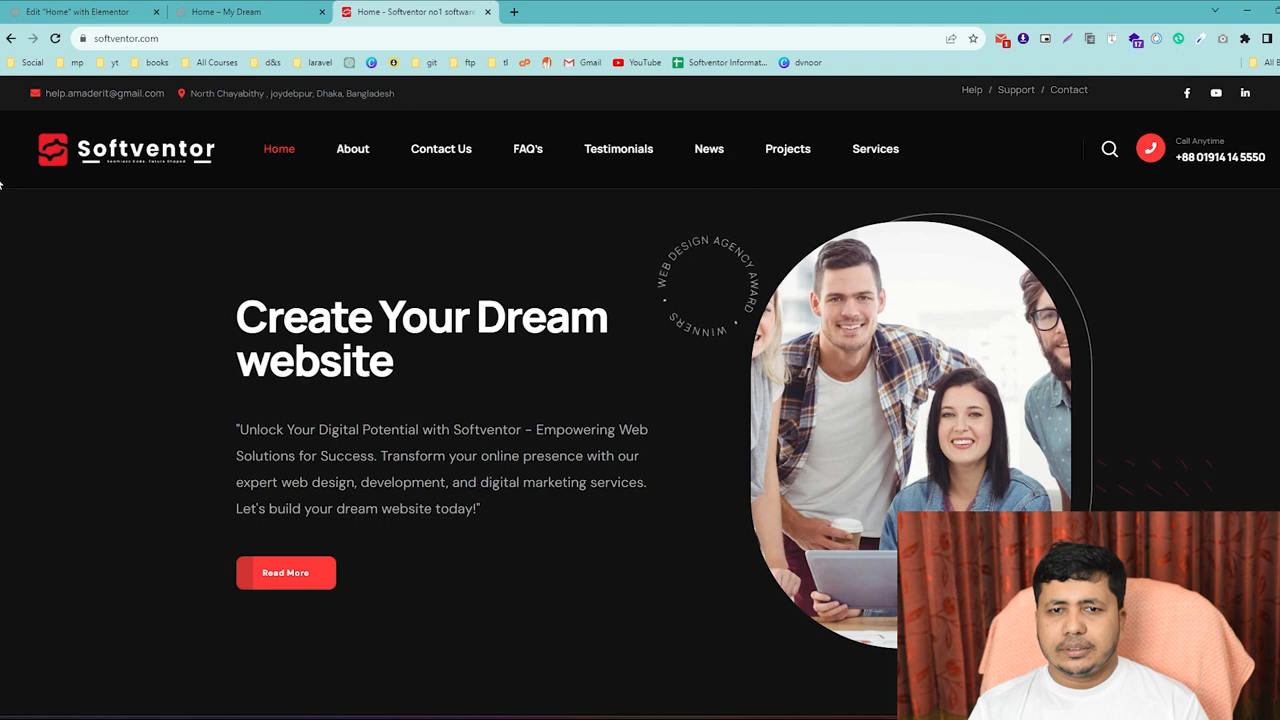 Edit "Home" with Elementor
Home – My Dream
Home - Softventor no1 software
softventor.com
Social
mp
yt
books
All Courses
d&s
laravel
git
ftp
tl
Gmail
YouTube
Softventor Informat...
dvnoor
All B
help.amaderit@gmail.com
North Chayabithy , joydebpur, Dhaka, Bangladesh
Help / Support / Contact
Softventor
Seamless Code, Future Shaped
Home
About
Contact Us
FAQ's
Testimonials
News
Projects
Services
Call Anytime
+88 01914 14 5550
WEB DESIGN AGENCY AWARD • WINNERS •
Create Your Dream
website
"Unlock Your Digital Potential with Softventor - Empowering Web
Solutions for Success. Transform your online presence with our
expert web design, development, and digital marketing services.
Let's build your dream website today!"
Read More
1
17